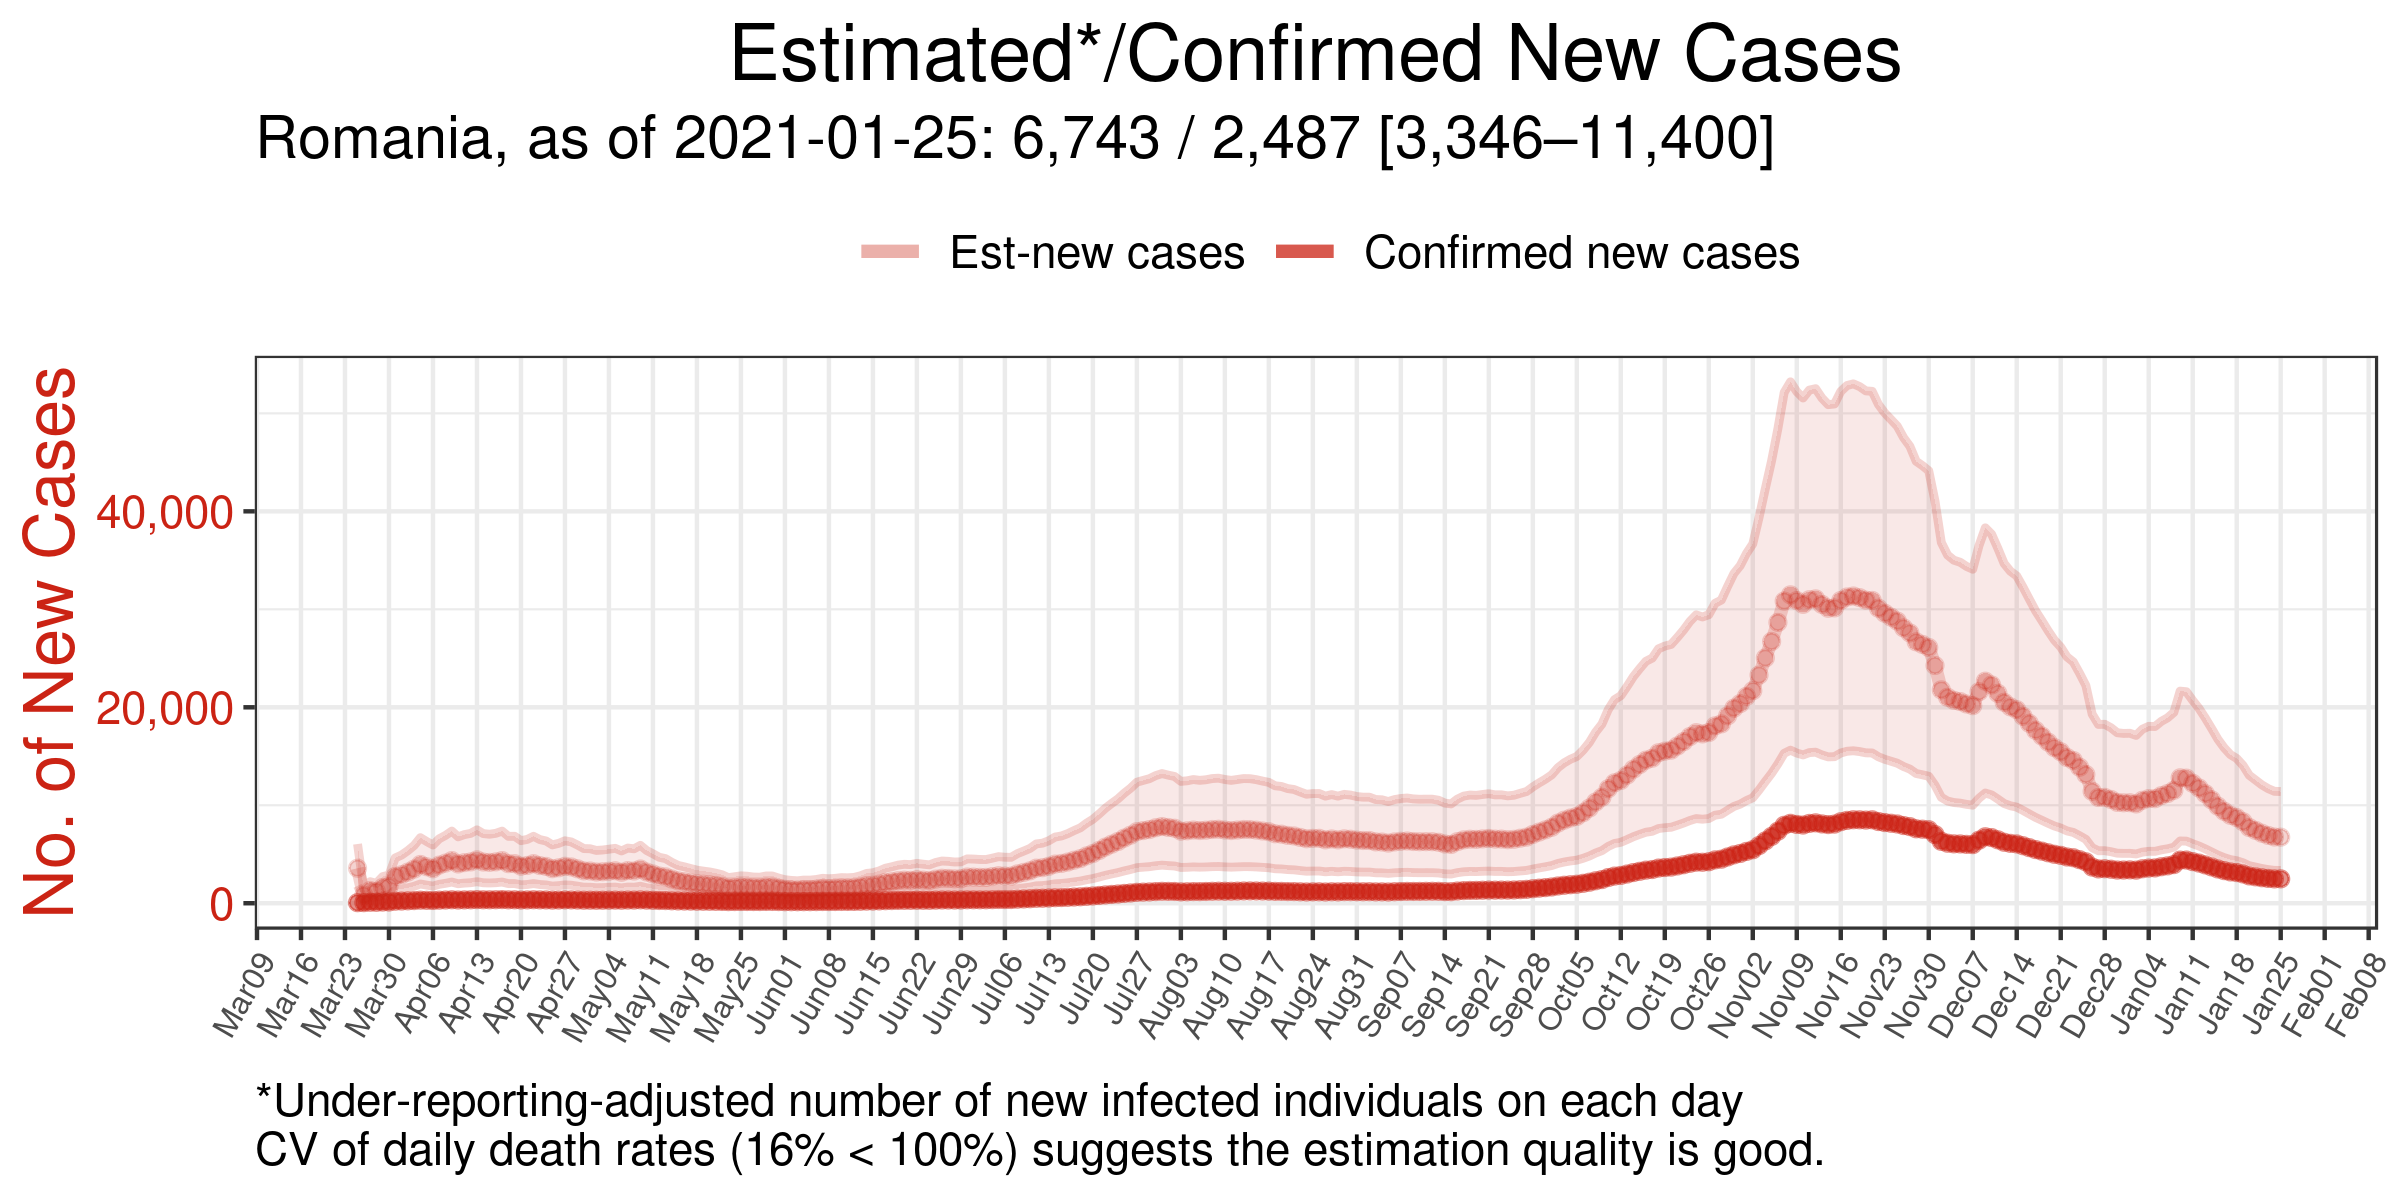 Estimated*/Confirmed New Cases
Romania, as of 2021-01-25: 6,743 / 2,487 [3,346–11,400]
Est-new cases Confirmed new cases
No. of New Cases
40,000
20,000
0
Mar09 Mar16 Mar23 Mar30 Apr06 Apr13 Apr20 Apr27 May04 May11 May18 May25 Jun01 Jun08 Jun15 Jun22 Jun29 Jul06 Jul13 Jul20 Jul27 Aug03 Aug10 Aug17 Aug24 Aug31 Sep07 Sep14 Sep21 Sep28 Oct05 Oct12 Oct19 Oct26 Nov02 Nov09 Nov16 Nov23 Nov30 Dec07 Dec14 Dec21 Dec28 Jan04 Jan11 Jan18 Jan25 Feb01 Feb08
*Under-reporting-adjusted number of new infected individuals on each day
CV of daily death rates (16% < 100%) suggests the estimation quality is good.